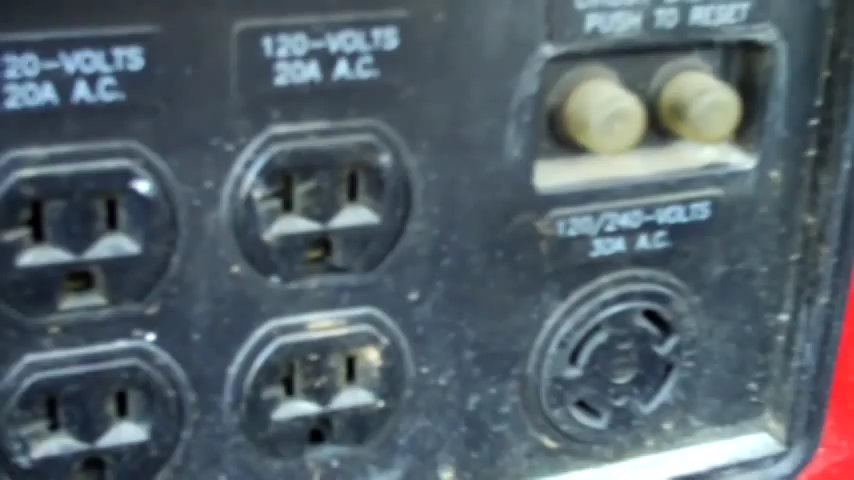 20-VOLTS
20A A.C.
120-VOLTS
20A A.C.
PUSH TO RESET
120/240-VOLTS
30A A.C.